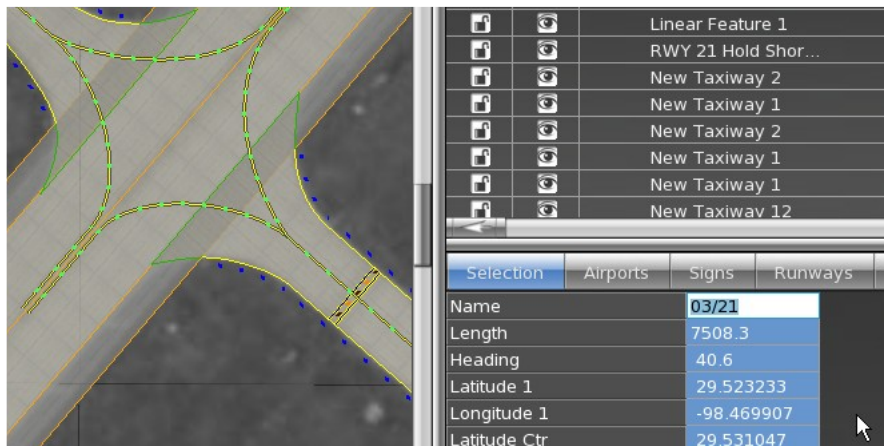 Linear Feature 1
RWY 21 Hold Shor...
New Taxiway 2
New Taxiway 1
New Taxiway 2
New Taxiway 1
New Taxiway 1
New Taxiway 12
Selection Airports Signs Runways
Name 03/21
Length 7508.3
Heading 40.6
Latitude 1 29.523233
Longitude 1 -98.469907
Latitude Ctr 29.531047